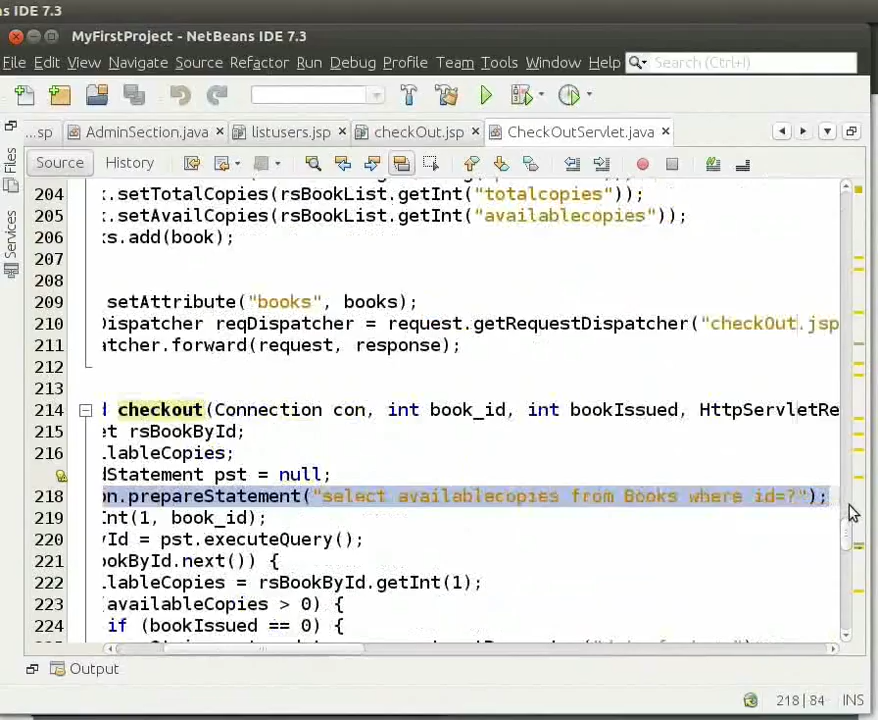 s IDE 7.3
MyFirstProject - NetBeans IDE 7.3
File Edit View Navigate Source Refactor Run Debug Profile Team Tools Window Help Search (Ctrl+I)
...sp AdminSection.java listusers.jsp checkOut.jsp CheckOutServlet.java
Source History
Files
Services
204 .setTotalCopies(rsBookList.getInt("totalcopies"));
205 .setAvailCopies(rsBookList.getInt("availablecopies"));
206 s.add(book);
207
208
209 setAttribute("books", books);
210 Dispatcher reqDispatcher = request.getRequestDispatcher("checkOut.jsp
211 atcher.forward(request, response);
212
213
214 checkout(Connection con, int book_id, int bookIssued, HttpServletRe
215 et rsBookById;
216 lableCopies;
dStatement pst = null;
218 on.prepareStatement("select availablecopies from Books where id=?");
219 Int(1, book_id);
220 yId = pst.executeQuery();
221 ookById.next()) {
222 lableCopies = rsBookById.getInt(1);
223 (availableCopies > 0) {
224 if (bookIssued == 0) {
Output
218|84 INS